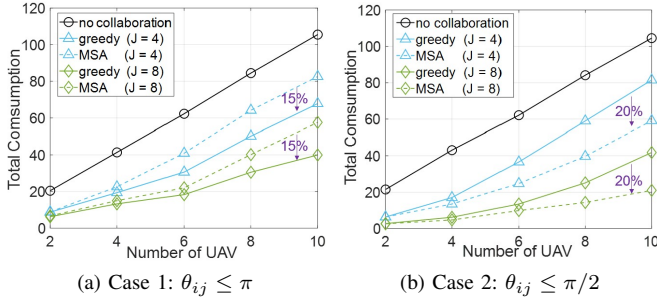 120
100
80
60
40
20
0
Total Comsumption
no collaboration
greedy (J = 4)
MSA (J = 4)
greedy (J = 8)
MSA (J = 8)
15%
15%
2 4 6 8 10
Number of UAV
(a) Case 1: θij ≤ π
120
100
80
60
40
20
0
Total Comsumption
no collaboration
greedy (J = 4)
MSA (J = 4)
greedy (J = 8)
MSA (J = 8)
20%
20%
2 4 6 8 10
Number of UAV
(b) Case 2: θij ≤ π/2